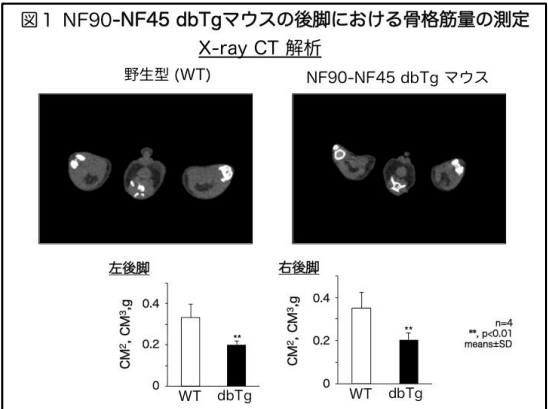 図1 NF90-NF45 dbTgマウスの後脚における骨格筋量の測定
X-ray CT 解析
野生型 (WT)
NF90-NF45 dbTg マウス
左後脚
右後脚
CM², CM³,g
0.4
0.2
0
**
WT dbTg
CM², CM³,g
0.4
0.2
0
**
WT dbTg
n=4
**, p<0.01
means±SD